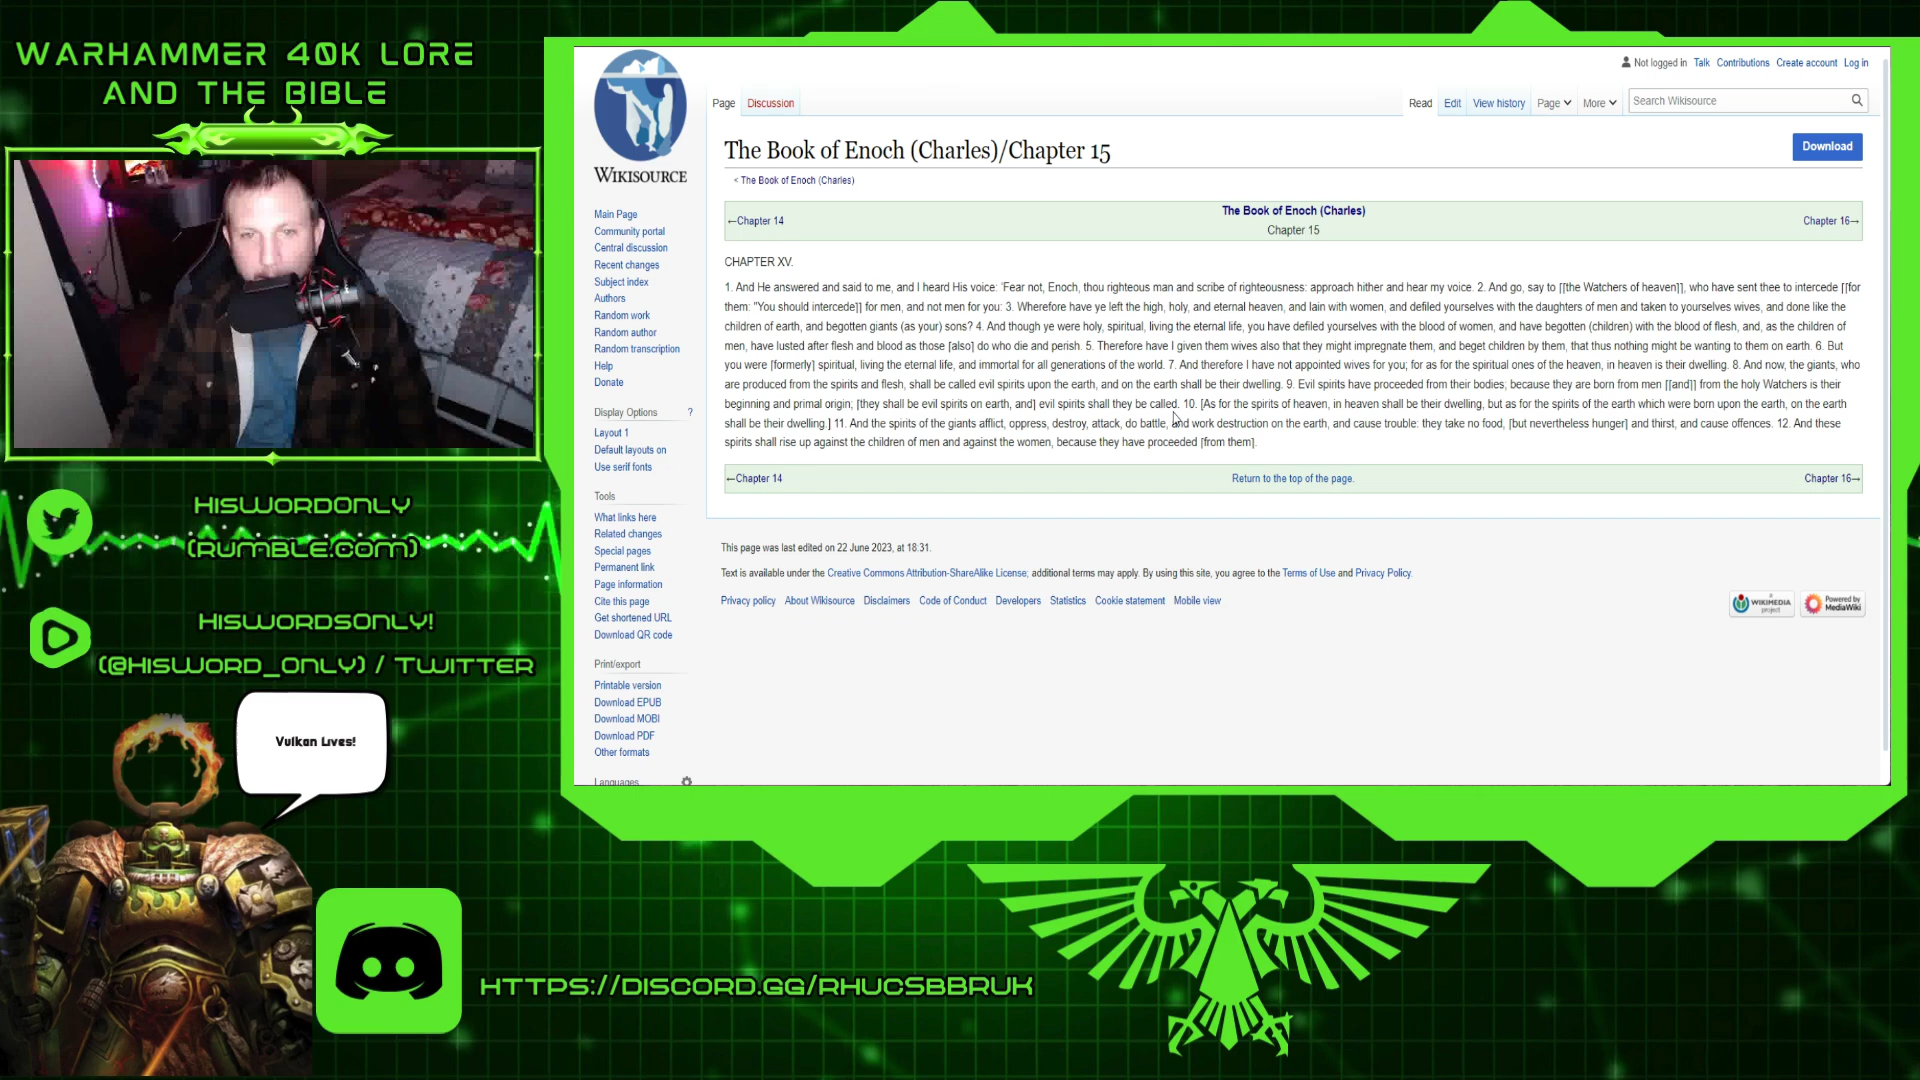 WARHAMMER 40K LORE
AND THE BIBLE
HISWORDONLY
(RUMBLE.COM)
HISWORDSONLY!
(@HISWORD_ONLY) / TWITTER
Vulkan Lives!
HTTPS://DISCORD.GG/RHUCSBBRUK
WIKISOURCE
Main Page
Community portal
Central discussion
Recent changes
Subject index
Authors
Random work
Random author
Random transcription
Help
Donate
Display Options ?
Layout 1
Default layouts on
Use serif fonts
Tools
What links here
Related changes
Special pages
Permanent link
Page information
Cite this page
Get shortened URL
Download QR code
Print/export
Printable version
Download EPUB
Download MOBI
Download PDF
Other formats
Languages
Not logged in Talk Contributions Create account Log in
Page Discussion Read Edit View history Page More Search Wikisource
The Book of Enoch (Charles)/Chapter 15
Download
< The Book of Enoch (Charles)
The Book of Enoch (Charles)
←Chapter 14 Chapter 16→
Chapter 15
CHAPTER XV.
1. And He answered and said to me, and I heard His voice: 'Fear not, Enoch, thou righteous man and scribe of righteousness: approach hither and hear my voice. 2. And go, say to [[the Watchers of heaven]], who have sent thee to intercede [[for
them: "You should intercede]] for men, and not men for you: 3. Wherefore have ye left the high, holy, and eternal heaven, and lain with women, and defiled yourselves with the daughters of men and taken to yourselves wives, and done like the
children of earth, and begotten giants (as your) sons? 4. And though ye were holy, spiritual, living the eternal life, you have defiled yourselves with the blood of women, and have begotten (children) with the blood of flesh, and, as the children of
men, have lusted after flesh and blood as those [also] do who die and perish. 5. Therefore have I given them wives also that they might impregnate them, and beget children by them, that thus nothing might be wanting to them on earth. 6. But
you were [formerly] spiritual, living the eternal life, and immortal for all generations of the world. 7. And therefore I have not appointed wives for you; for as for the spiritual ones of the heaven, in heaven is their dwelling. 8. And now, the giants, who
are produced from the spirits and flesh, shall be called evil spirits upon the earth, and on the earth shall be their dwelling. 9. Evil spirits have proceeded from their bodies; because they are born from men [[and]] from the holy Watchers is their
beginning and primal origin; [they shall be evil spirits on earth, and] evil spirits shall they be called. 10. [As for the spirits of heaven, in heaven shall be their dwelling, but as for the spirits of the earth which were born upon the earth, on the earth
shall be their dwelling.] 11. And the spirits of the giants afflict, oppress, destroy, attack, do battle, and work destruction on the earth, and cause trouble: they take no food, [but nevertheless hunger] and thirst, and cause offences. 12. And these
spirits shall rise up against the children of men and against the women, because they have proceeded [from them].
←Chapter 14 Return to the top of the page. Chapter 16→
This page was last edited on 22 June 2023, at 18:31.
Text is available under the Creative Commons Attribution-ShareAlike License; additional terms may apply. By using this site, you agree to the Terms of Use and Privacy Policy.
Privacy policy About Wikisource Disclaimers Code of Conduct Developers Statistics Cookie statement Mobile view
A WIKIMEDIA project
Powered by MediaWiki